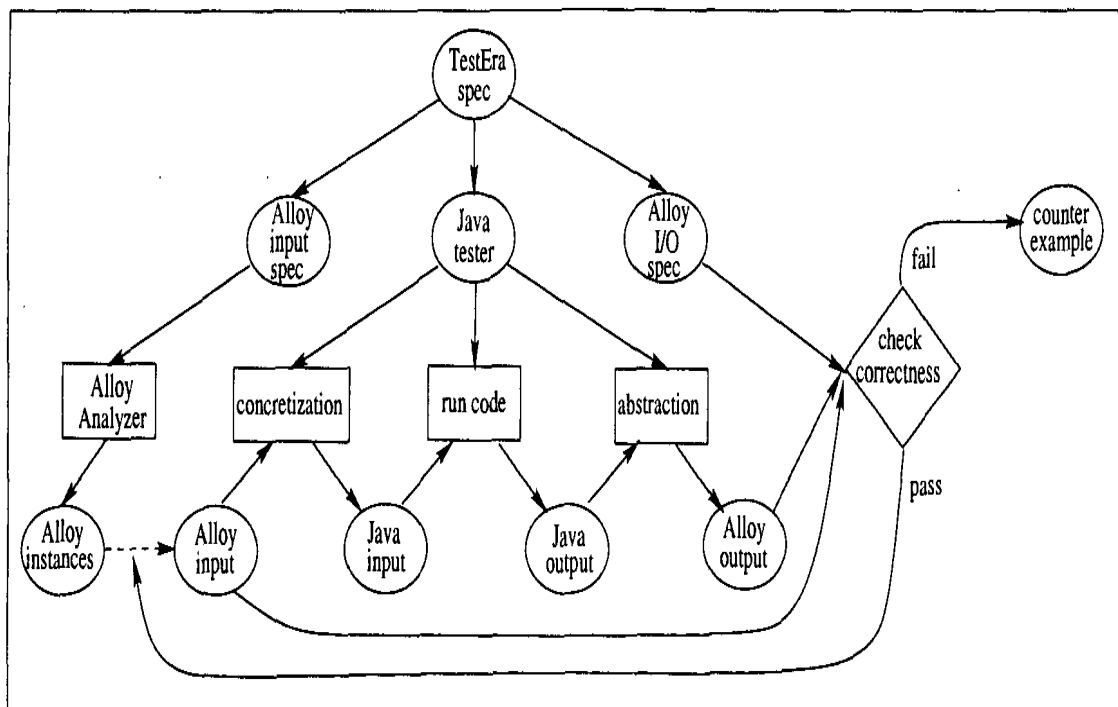 TestEra
spec
Alloy
input
spec
Java
tester
Alloy
I/O
spec
counter
example
fail
check
correctness
Alloy
Analyzer
concretization
run code
abstraction
pass
Alloy
instances
Alloy
input
Java
input
Java
output
Alloy
output